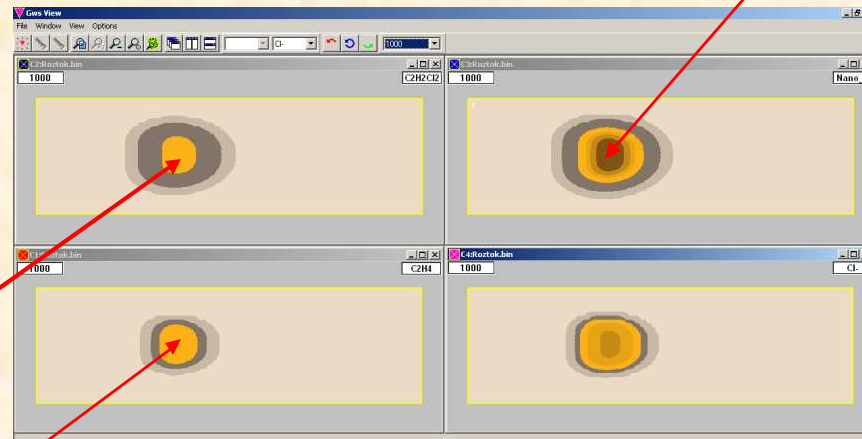 Gws View
File Window View Options
Cl-
1000
C2:Roztok.bin
1000
C2H2Cl2
C3:Roztok.bin
1000
Nano_
C1:Roztok.bin
1000
C2H4
C4:Roztok.bin
1000
Cl-